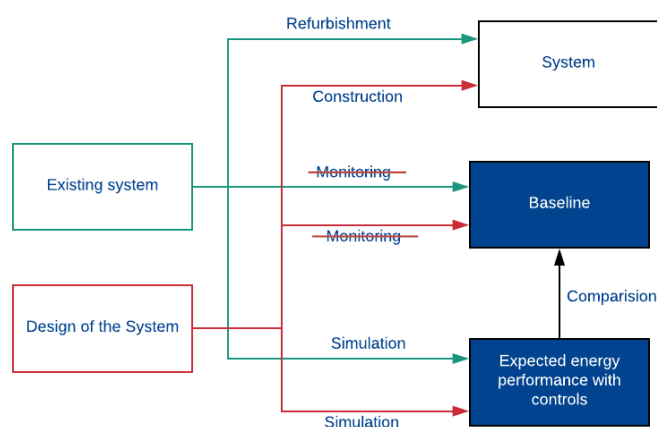 Refurbishment
System
Construction
Monitoring
Existing system
Baseline
Monitoring
Comparision
Design of the System
Simulation
Expected energy
performance with
controls
Simulation